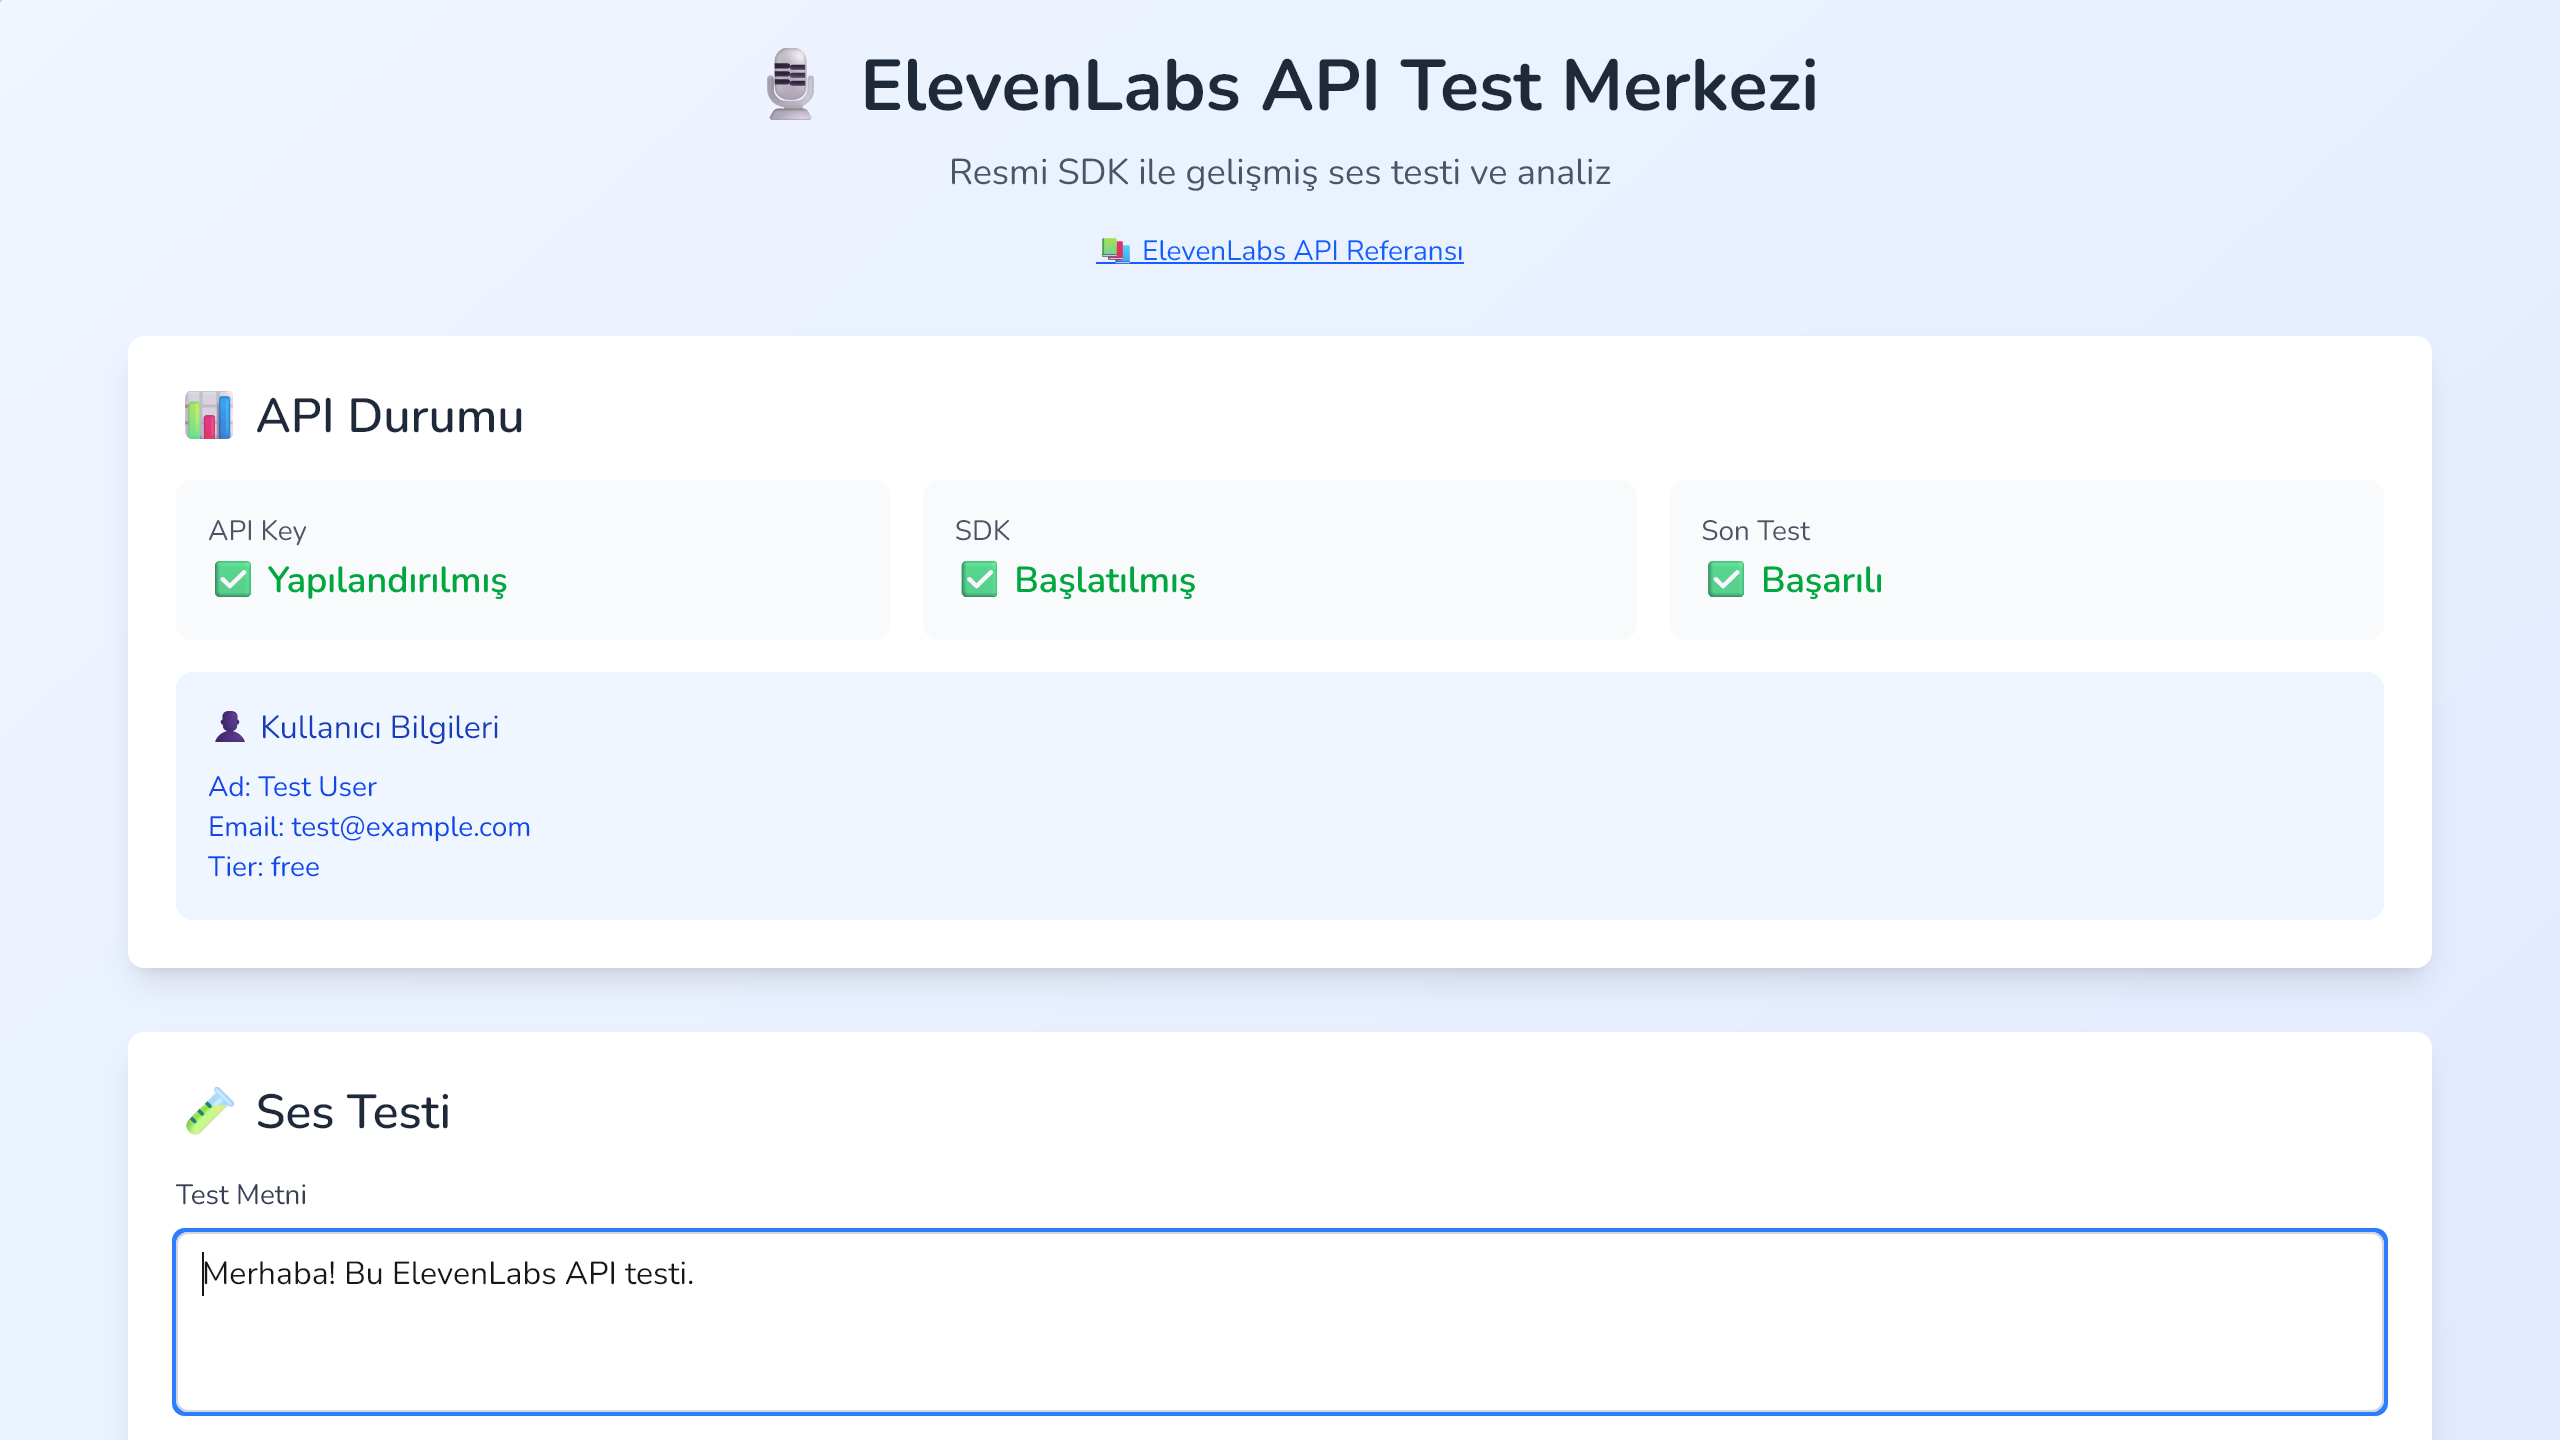 ElevenLabs API Test Merkezi
Resmi SDK ile gelişmiş ses testi ve analiz
ElevenLabs API Referansı
API Durumu
API Key
Yapılandırılmış
SDK
Başlatılmış
Son Test
Başarılı
Kullanıcı Bilgileri
Ad: Test User
Email: test@example.com
Tier: free
Ses Testi
Test Metni
Merhaba! Bu ElevenLabs API testi.